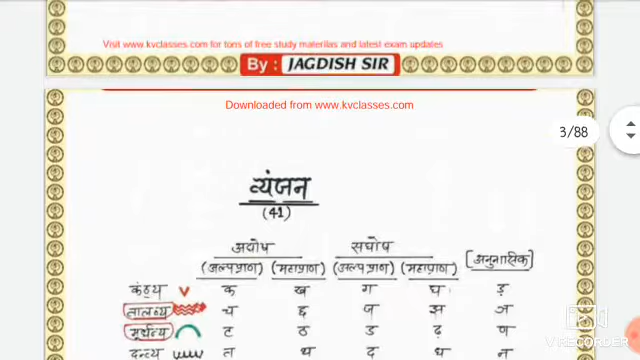 Visit www.kvclasses.com for tons of free study materilas and latest exam updates
By : JAGDISH SIR
Downloaded from www.kvclasses.com
3/88
व्यंजन
(41)
अघोष सघोष
(अल्पप्राण) (महाप्राण) (अल्पप्राण) (महाप्राण) [अनुनासिक]
कंठ्य क ख ग घ ड़
तालव्य च छ ज झ ञ
मूर्धन्य ट ठ ड ढ़ ण
दन्त्य त थ द ध न
VIRECORDER